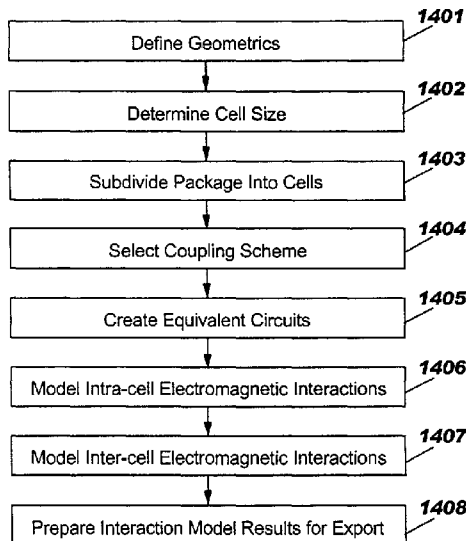 1401
Define Geometrics
1402
Determine Cell Size
1403
Subdivide Package Into Cells
1404
Select Coupling Scheme
1405
Create Equivalent Circuits
1406
Model Intra-cell Electromagnetic Interactions
1407
Model Inter-cell Electromagnetic Interactions
1408
Prepare Interaction Model Results for Export